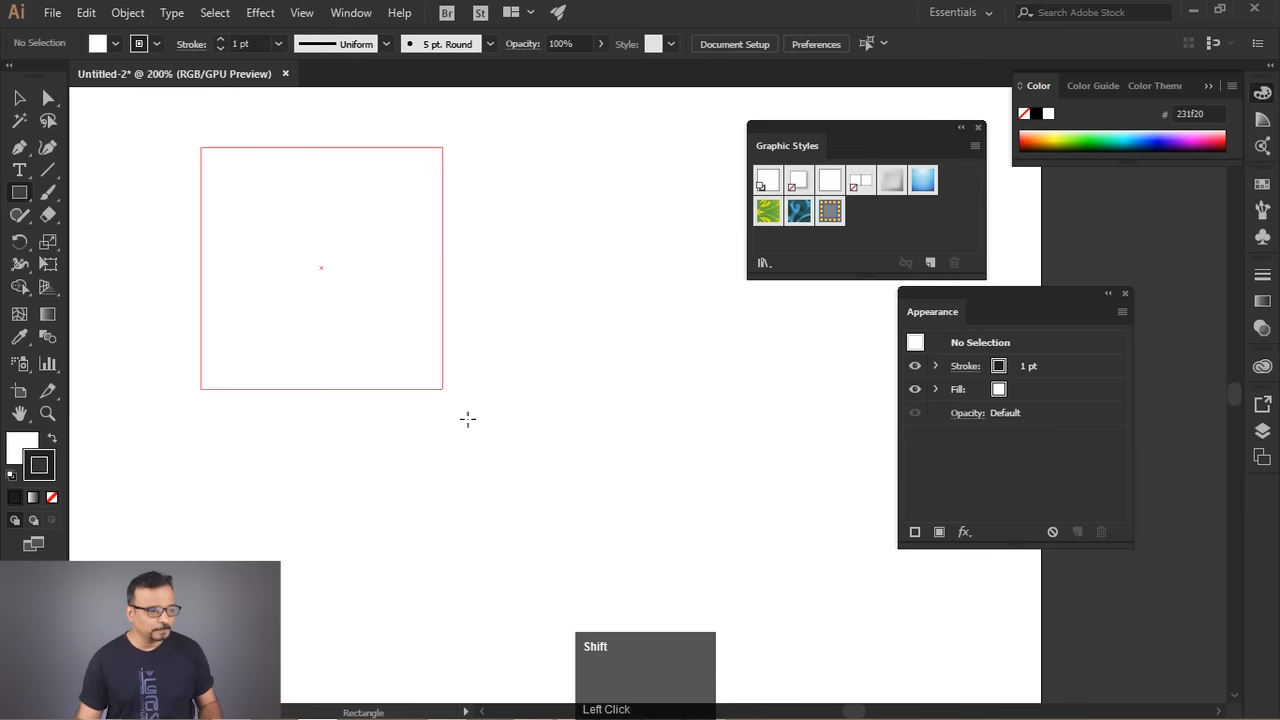 Ai File Edit Object Type Select Effect View Window Help Br St Essentials Search Adobe Stock
No Selection Stroke: 1 pt Uniform 5 pt. Round Opacity: 100% Style: Document Setup Preferences
Untitled-2* @ 200% (RGB/GPU Preview)
Color Color Guide Color Theme
# 231f20
Graphic Styles
Appearance
No Selection
Stroke: 1 pt
Fill:
Opacity: Default
fx.
Shift
Left Click
Rectangle